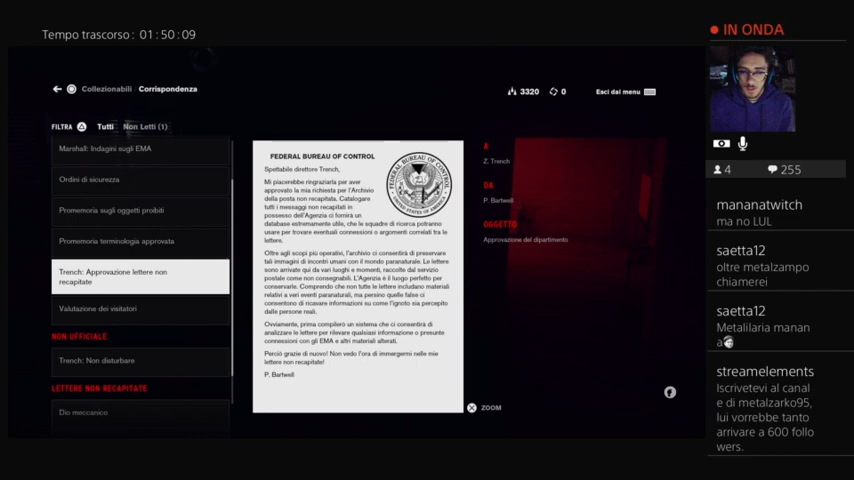 Tempo trascorso: 01:50:09
IN ONDA
Collezionabili Corrispondenza
3320 0
Esci dal menu
FILTRA Tutti Non Letti (1)
Marshall: Indagini sugli EMA
Ordini di sicurezza
Promemoria sugli oggetti proibiti
Promemoria terminologia approvata
Trench: Approvazione lettere non
recapitate
Valutazione dei visitatori
NON UFFICIALE
Trench: Non disturbare
LETTERE NON RECAPITATE
Dio meccanico
FEDERAL BUREAU OF CONTROL
Spettabile direttore Trench,
Mi piacerebbe ringraziarla per aver
approvato la mia richiesta per l'Archivio
della posta non recapitata. Catalogare
tutti i messaggi non recapitati in
possesso dell'Agenzia ci fornirà un
database estremamente utile, che le squadre di ricerca potranno
usare per trovare eventuali connessioni o argomenti correlati tra le
lettere.
Oltre agli scopi più operativi, l'archivio ci consentirà di preservare
tali immagini di incontri umani con il mondo paranaturale. Le lettere
sono arrivate qui da vari luoghi e momenti, raccolte dal servizio
postale come non consegnabili. L'Agenzia è il luogo perfetto per
conservarle. Comprendo che non tutte le lettere includano materiali
relativi a veri eventi paranaturali, ma persino quelle false ci
consentono di ricavare informazioni su come l'ignoto sia percepito
dalle persone reali.
Ovviamente, prima compilerò un sistema che ci consentirà di
analizzare le lettere per rilevare qualsiasi informazione o presunte
connessioni con gli EMA e altri materiali alterati.
Perciò grazie di nuovo! Non vedo l'ora di immergermi nelle mie
lettere non recapitate!
P. Bartwell
FEDERAL BUREAU OF CONTROL
UNITED STATES
A
Z. Trench
DA
P. Bartwell
OGGETTO
Approvazione del dipartimento
ZOOM
4 255
mananatwitch
ma no LUL
saetta12
oltre metalzampo
chiamerei
saetta12
Metalilaria manan
a
streamelements
Iscrivetevi al canal
e di metalzarko95,
lui vorrebbe tanto
arrivare a 600 follo
wers.